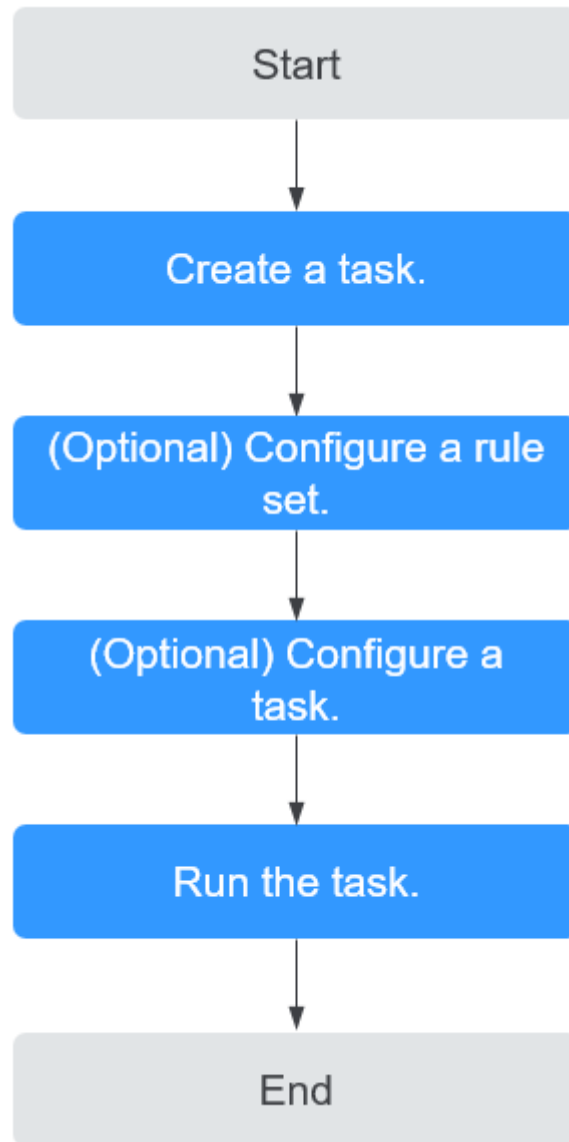 Start
Create a task.
(Optional) Configure a rule
set.
(Optional) Configure a
task.
Run the task.
End